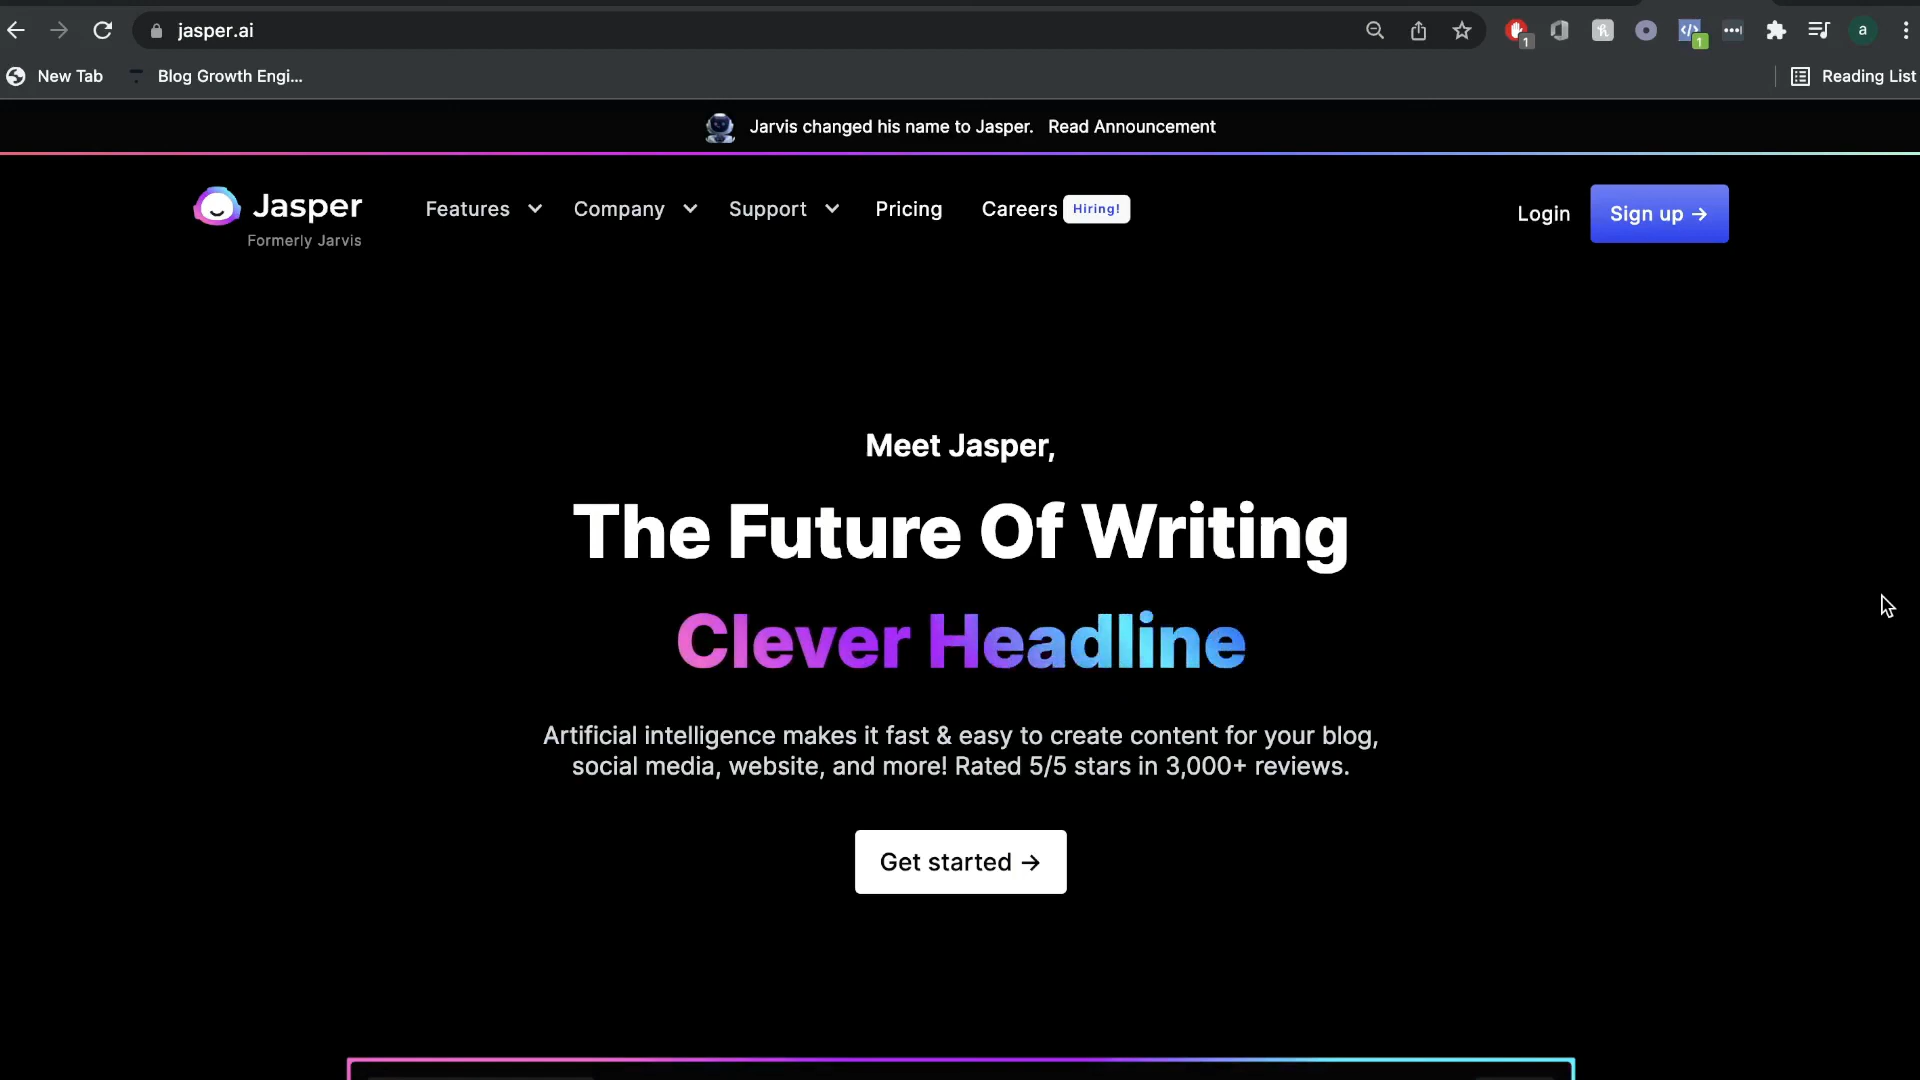 jasper.ai
1
1
a
New Tab
Blog Growth Engi...
Reading List
Jarvis changed his name to Jasper. Read Announcement
Jasper
Formerly Jarvis
Features
Company
Support
Pricing
Careers
Hiring!
Login
Sign up →
Meet Jasper,
The Future Of Writing
Clever Headline
Artificial intelligence makes it fast & easy to create content for your blog,
social media, website, and more! Rated 5/5 stars in 3,000+ reviews.
Get started →